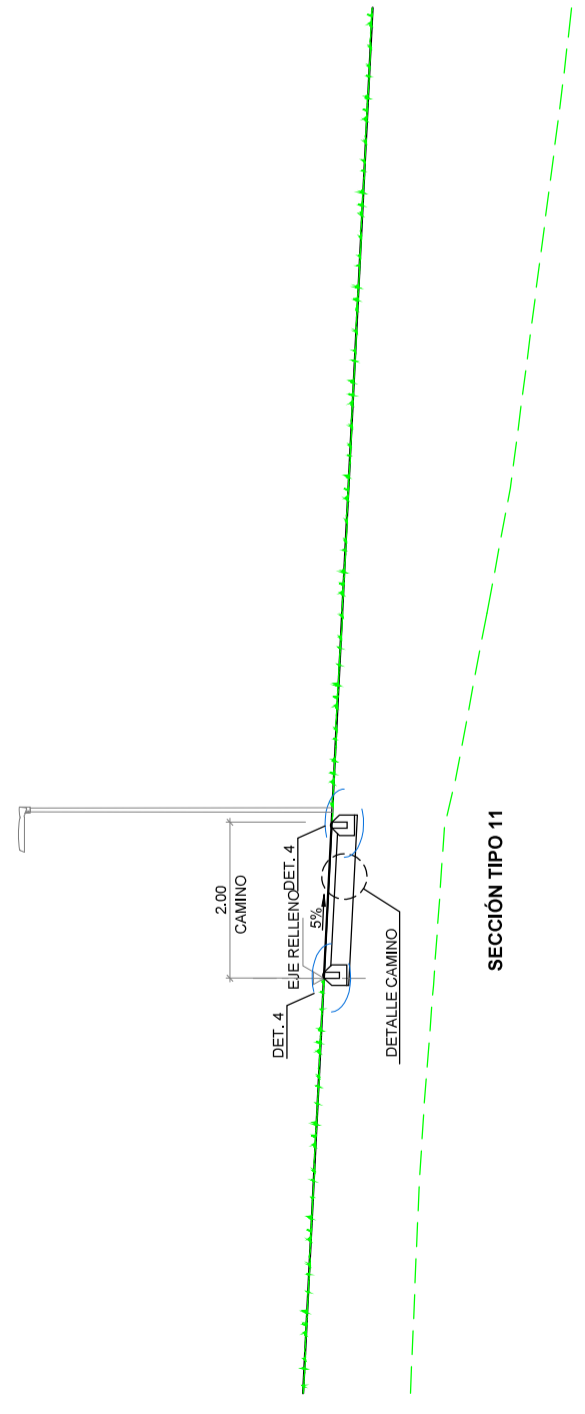 2.00
CAMINO
DET. 4
EJE RELLENO
5%
DET. 4
DETALLE CAMINO
SECCIÓN TIPO 11